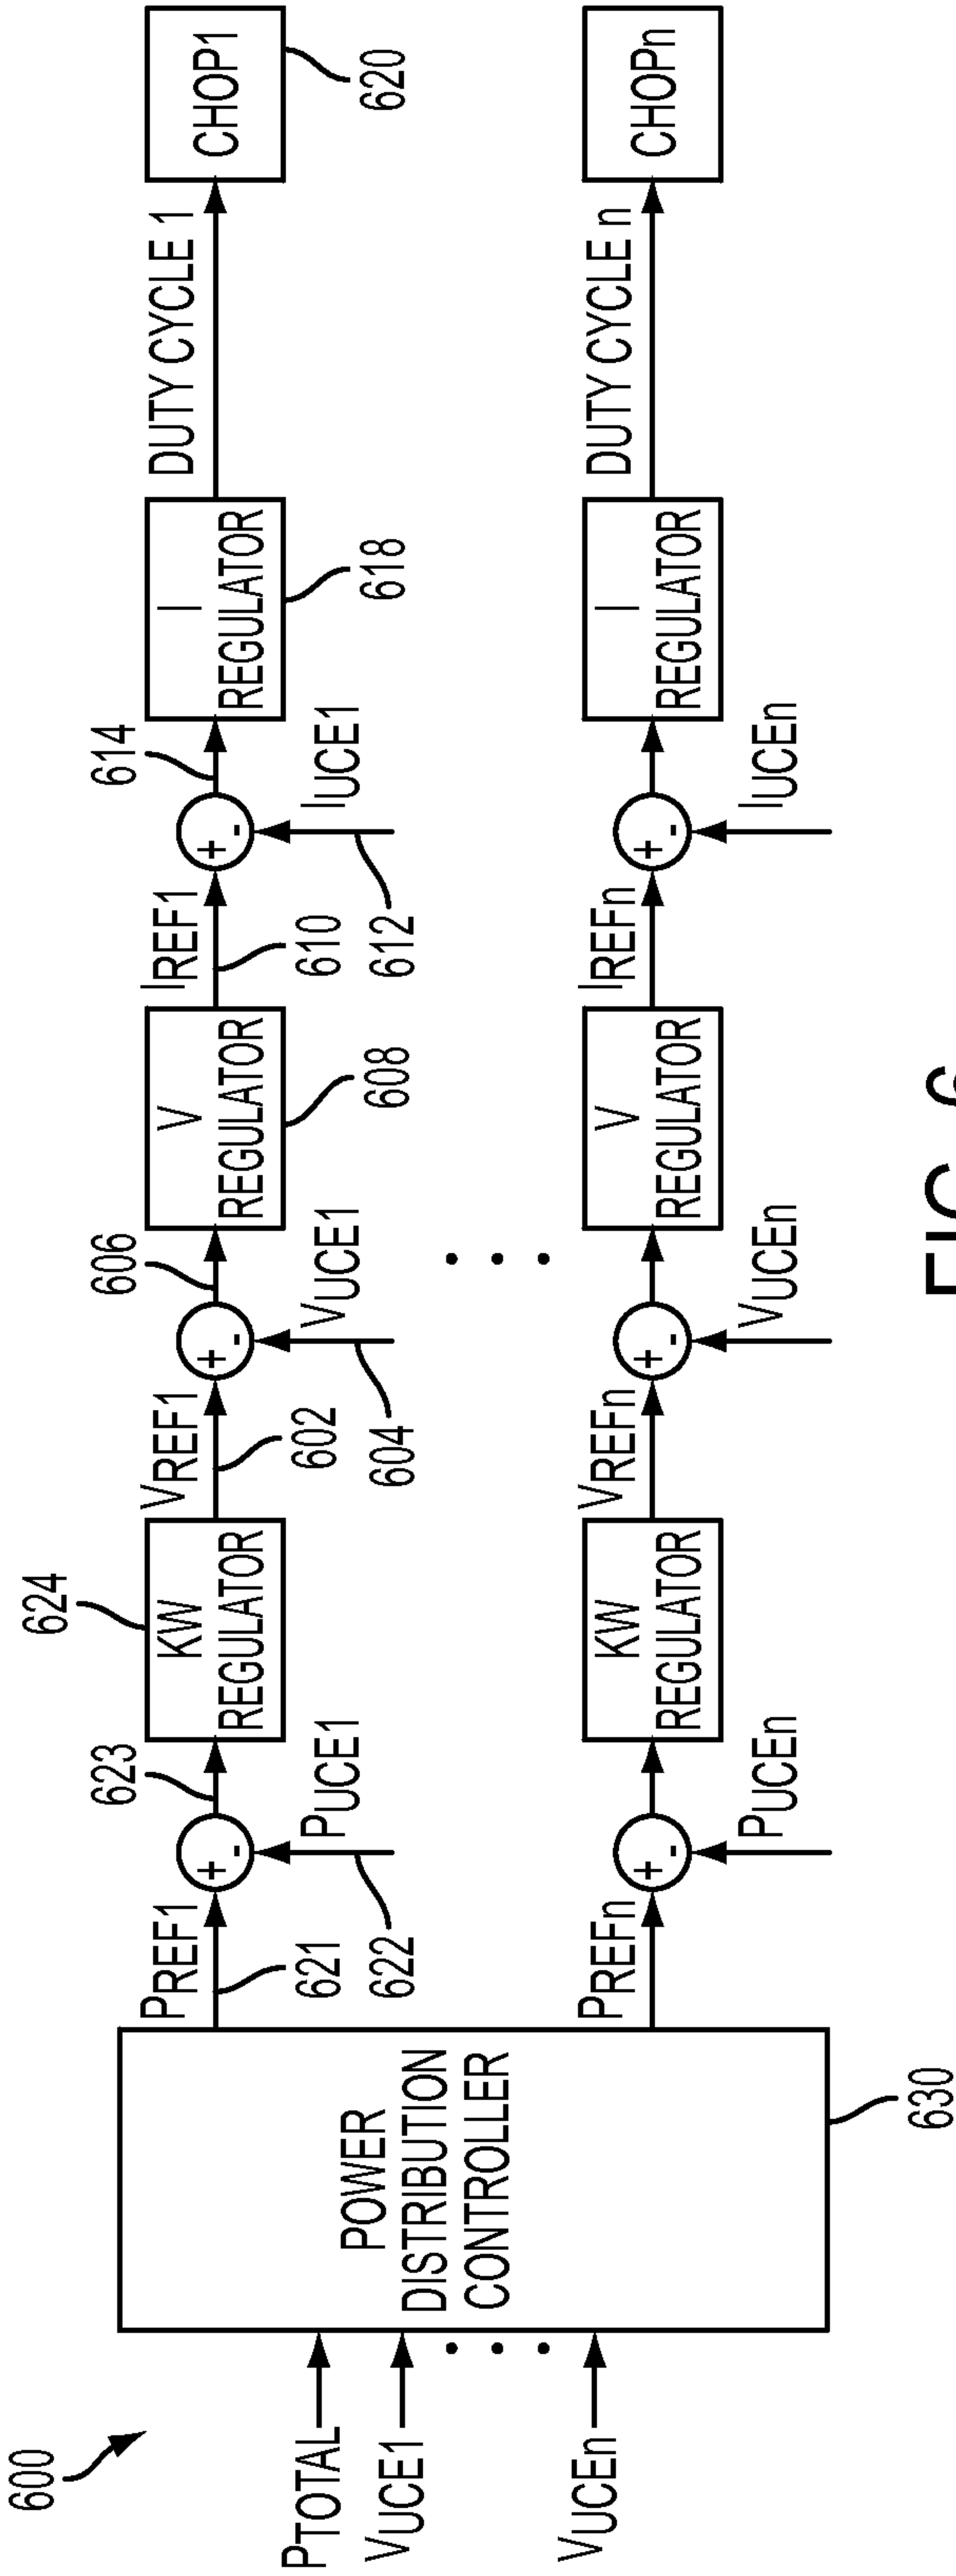 600
PTOTAL
VUCE1
VUCEn
POWER
DISTRIBUTION
CONTROLLER
630
PREF1
621
PUCE1
622
623
KW
REGULATOR
624
VREF1
602
VUCE1
604
606
V
REGULATOR
608
IREF1
610
IUCE1
612
614
I
REGULATOR
618
DUTY CYCLE 1
CHOP1
620
PREFn
PUCEn
KW
REGULATOR
VREFn
VUCEn
V
REGULATOR
IREFn
IUCEn
I
REGULATOR
DUTY CYCLE n
CHOPn